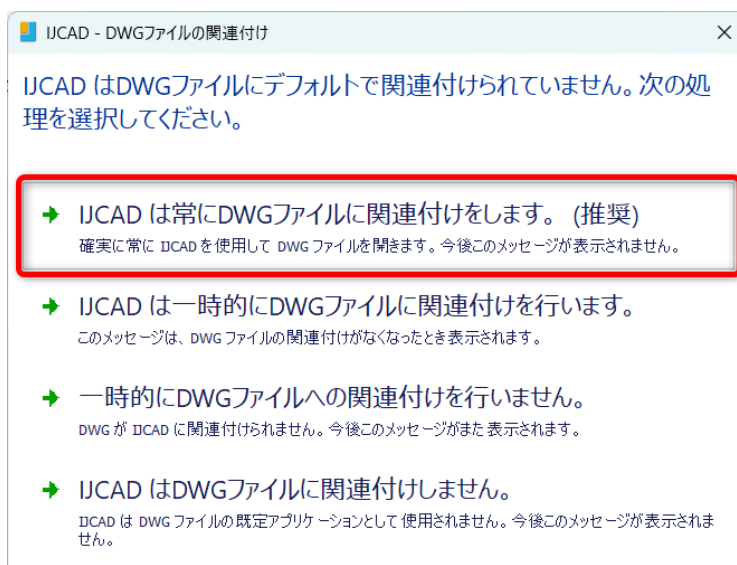 IJCAD - DWGファイルの関連付け
IJCAD はDWGファイルにデフォルトで関連付けられていません。次の処
理を選択してください。
IJCAD は常にDWGファイルに関連付けをします。 (推奨)
確実に常に IJCAD を使用して DWG ファイルを開きます。今後このメッセージが表示されません。
IJCAD は一時的にDWGファイルに関連付けを行います。
このメッセージは、DWG ファイルの関連付けがなくなったとき表示されます。
一時的にDWGファイルへの関連付けを行いません。
DWG が IJCAD に関連付けられません。今後このメッセージがまた表示されます。
IJCAD はDWGファイルに関連付けしません。
IJCAD は DWG ファイルの既定アプリケーションとして使用されません。今後このメッセージが表示されま
せん。